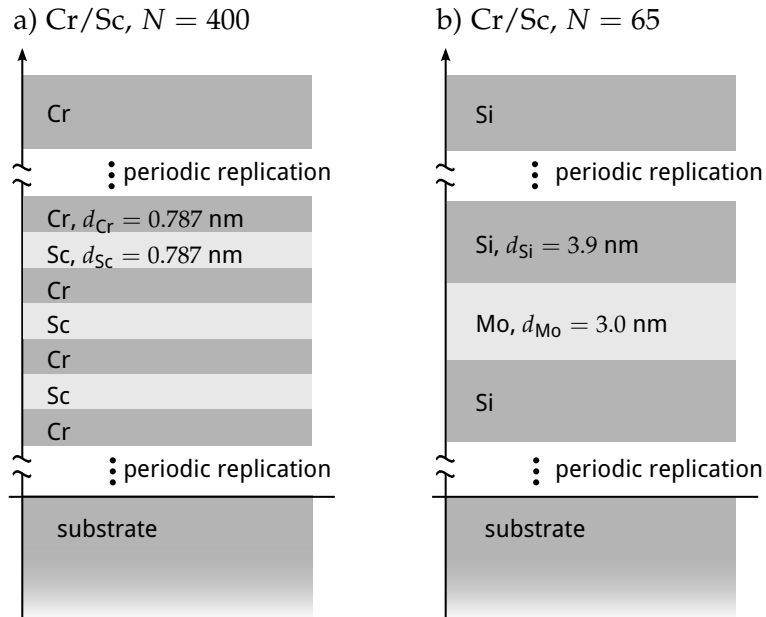 a) Cr/Sc, N = 400
Cr
periodic replication
Cr, d_Cr = 0.787 nm
Sc, d_Sc = 0.787 nm
Cr
Sc
Cr
Sc
Cr
periodic replication
substrate
b) Cr/Sc, N = 65
Si
periodic replication
Si, d_Si = 3.9 nm
Mo, d_Mo = 3.0 nm
Si
periodic replication
substrate